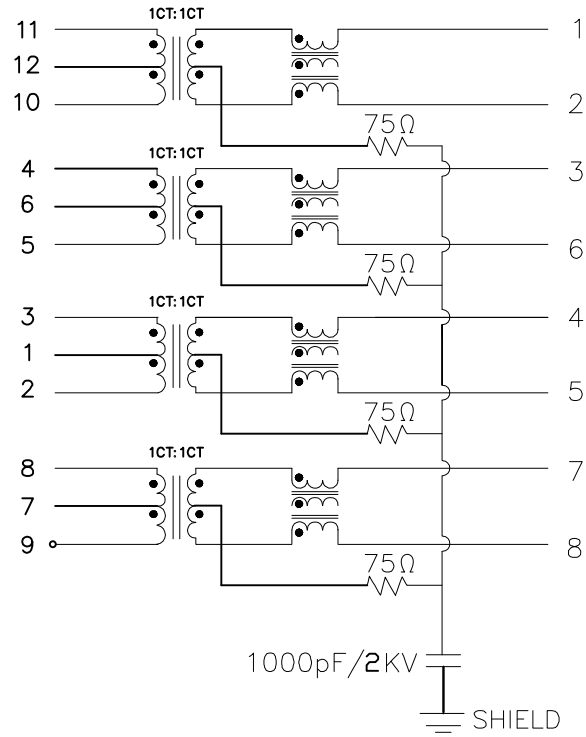 1CT:1CT
11 1
12
10 2
75Ω
1CT:1CT
4 3
6
5 6
75Ω
1CT:1CT
3 4
1
2 5
75Ω
1CT:1CT
8 7
7
9 8
75Ω
1000pF/2KV
SHIELD